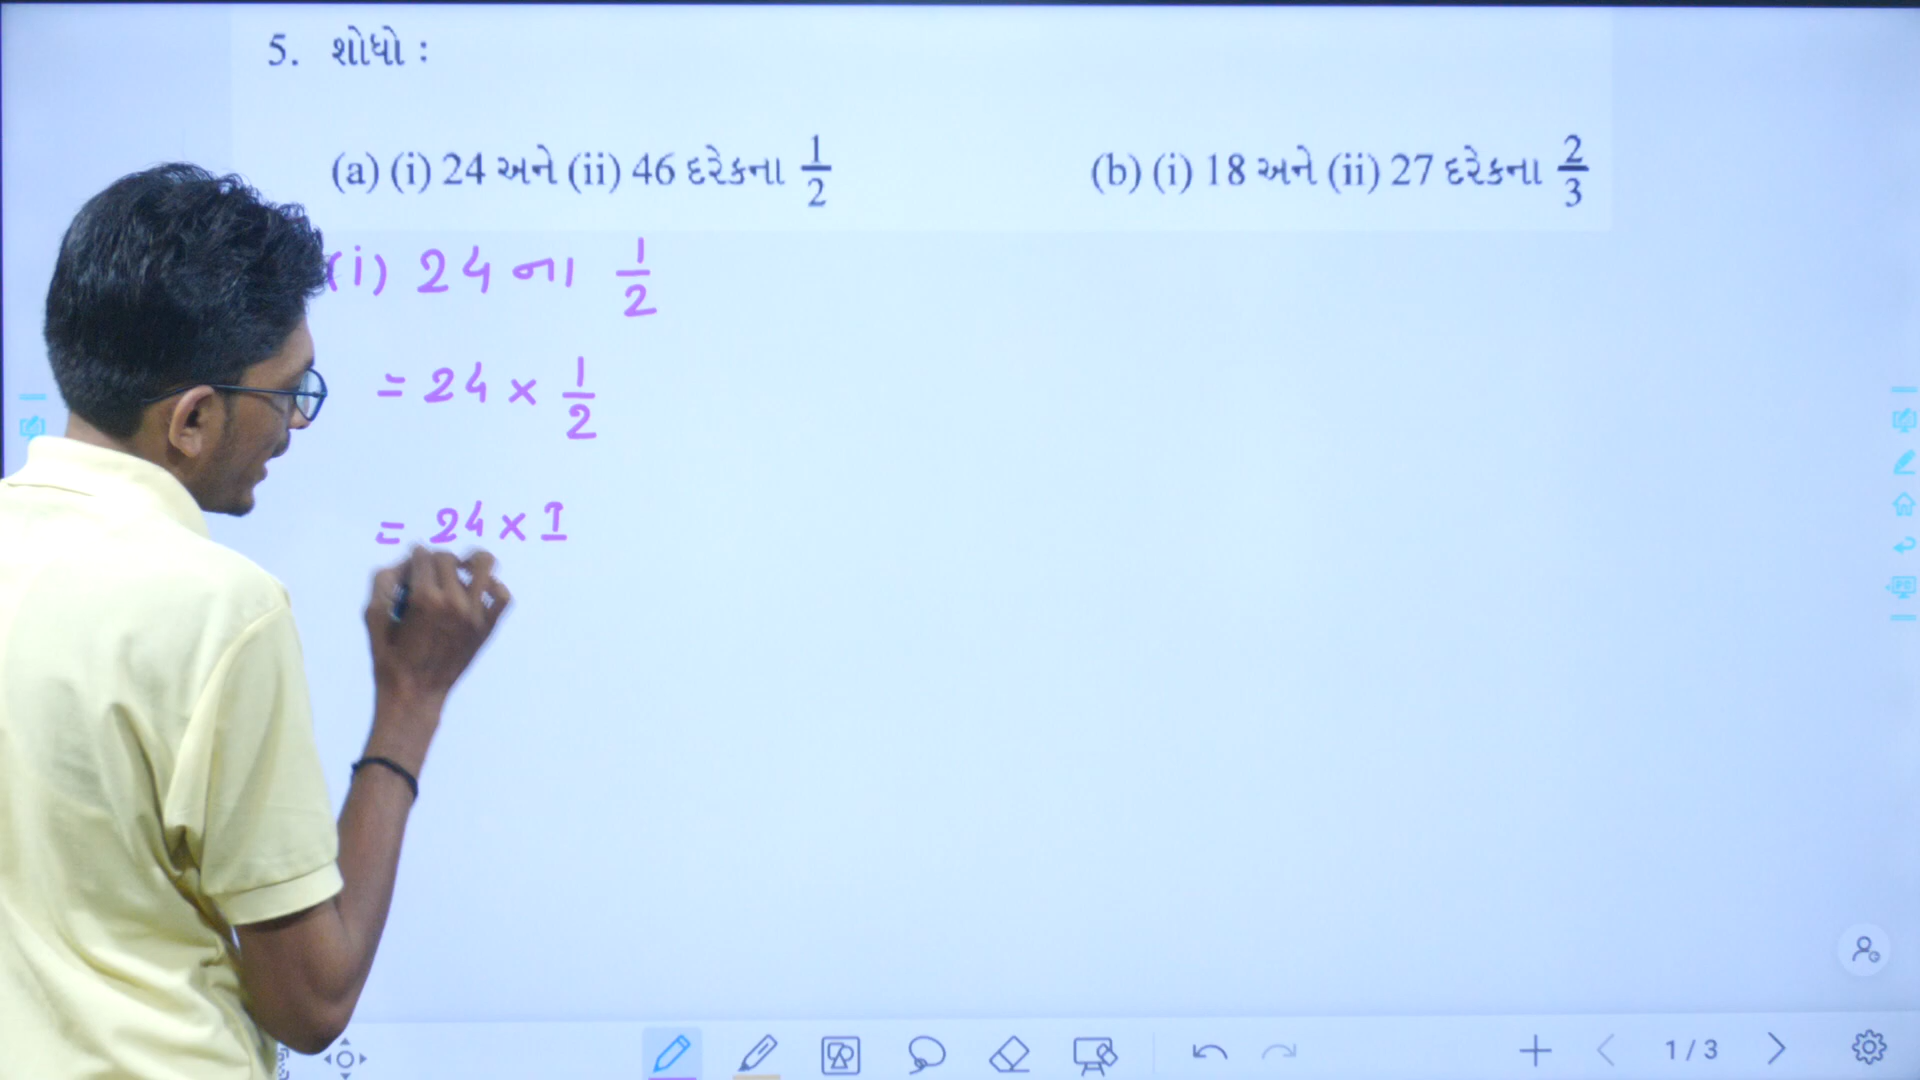 5. શોધો :
(a) (i) 24 અને (ii) 46 દરેકના 1/2 (b) (i) 18 અને (ii) 27 દરેકના 2/3
(i) 24 ના 1/2
= 24 × 1/2
= 24 × 1
1 / 3